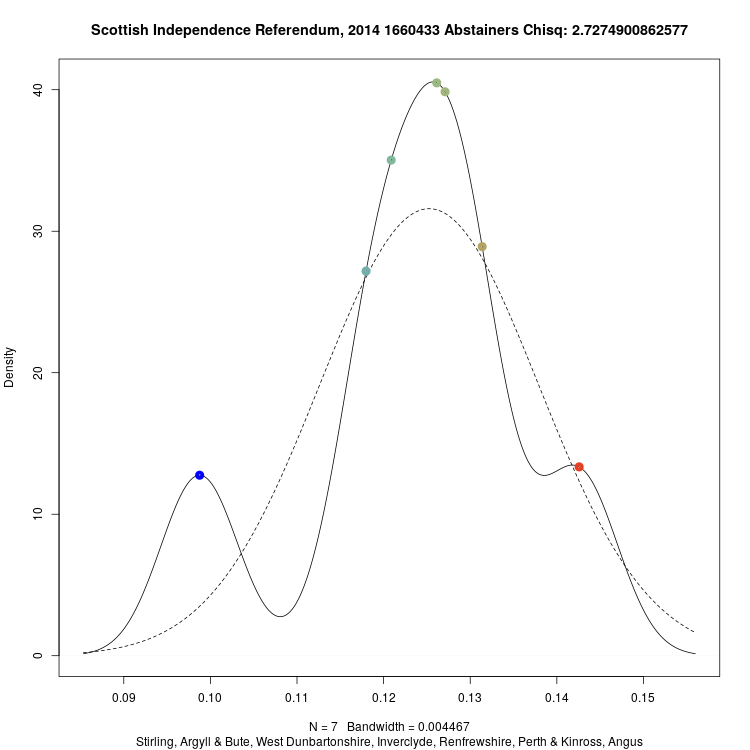 Scottish Independence Referendum, 2014 1660433 Abstainers Chisq: 2.7274900862577
40
30
20
10
0
Density
0.09 0.10 0.11 0.12 0.13 0.14 0.15
N = 7 Bandwidth = 0.004467
Stirling, Argyll & Bute, West Dunbartonshire, Inverclyde, Renfrewshire, Perth & Kinross, Angus